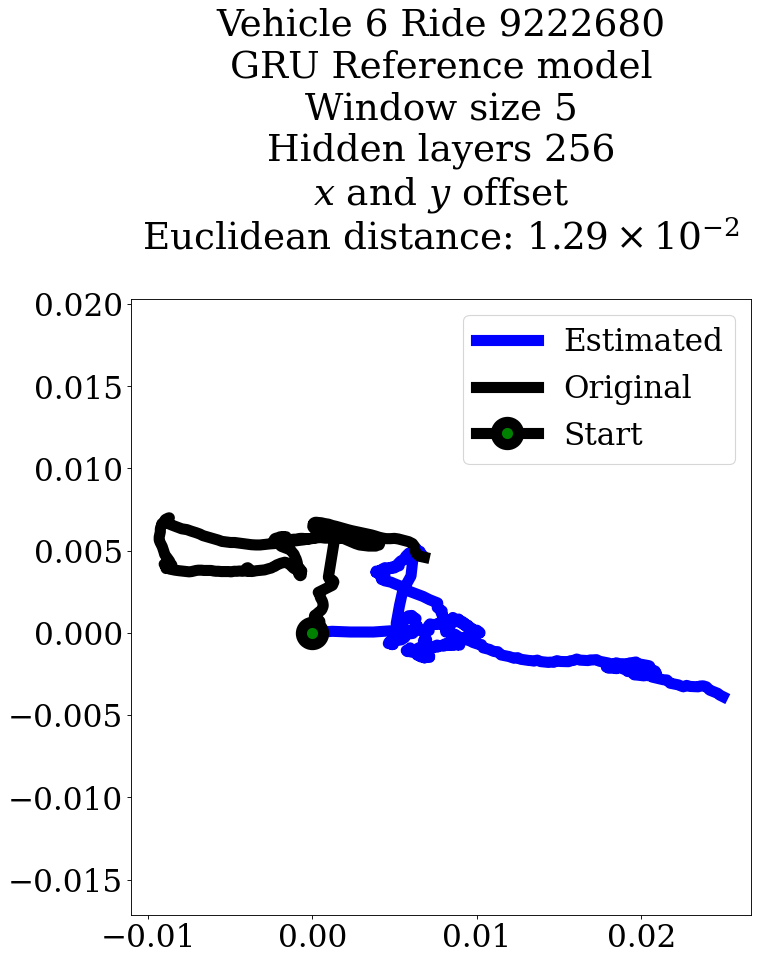 Vehicle 6 Ride 9222680
GRU Reference model
Window size 5
Hidden layers 256
x and y offset
Euclidean distance: 1.29 × 10⁻²
0.020
0.015
0.010
0.005
0.000
−0.005
−0.010
−0.015
Estimated
Original
Start
−0.01 0.00 0.01 0.02